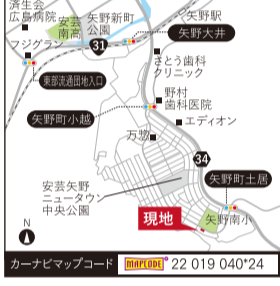 済生会
広島病院
安芸
南高
矢野新町
公園
矢野駅
フジグラン
31
矢野大井
東部流通団地入口
さとう歯科
クリニック
野村
歯科医院
矢野町小越
エディオン
万惣
34
矢野町土居
安芸矢野
ニュータウン
中央公園
現地
矢野南小
N
カーナビマップコード MAPCODE 22 019 040*24